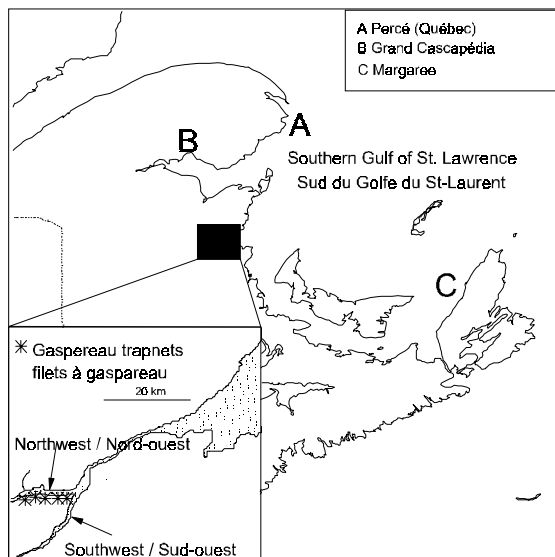 A Percé (Québec)
B Grand Cascapédia
C Margaree
A
B
Southern Gulf of St. Lawrence
Sud du Golfe du St-Laurent
C
Gaspereau trapnets
filets à gaspareau
20 km
Northwest / Nord-ouest
Southwest / Sud-ouest